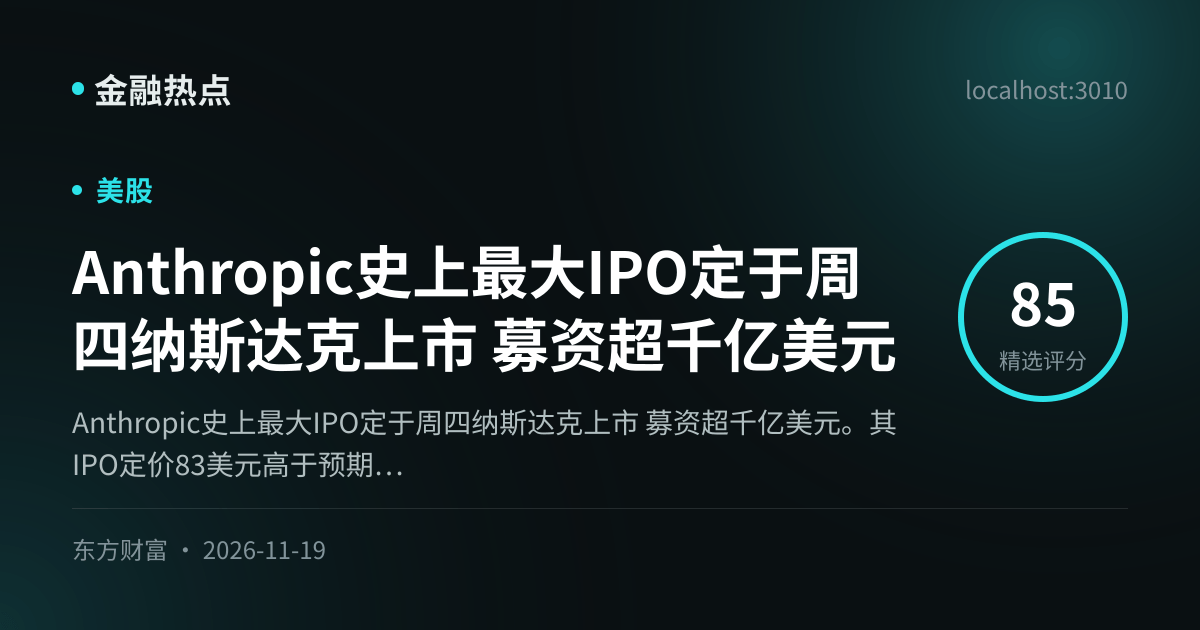 金融热点
localhost:3010
美股
Anthropic史上最大IPO定于周
四纳斯达克上市 募资超千亿美元
85
精选评分
Anthropic史上最大IPO定于周四纳斯达克上市 募资超千亿美元。其
IPO定价83美元高于预期…
东方财富 · 2026-11-19